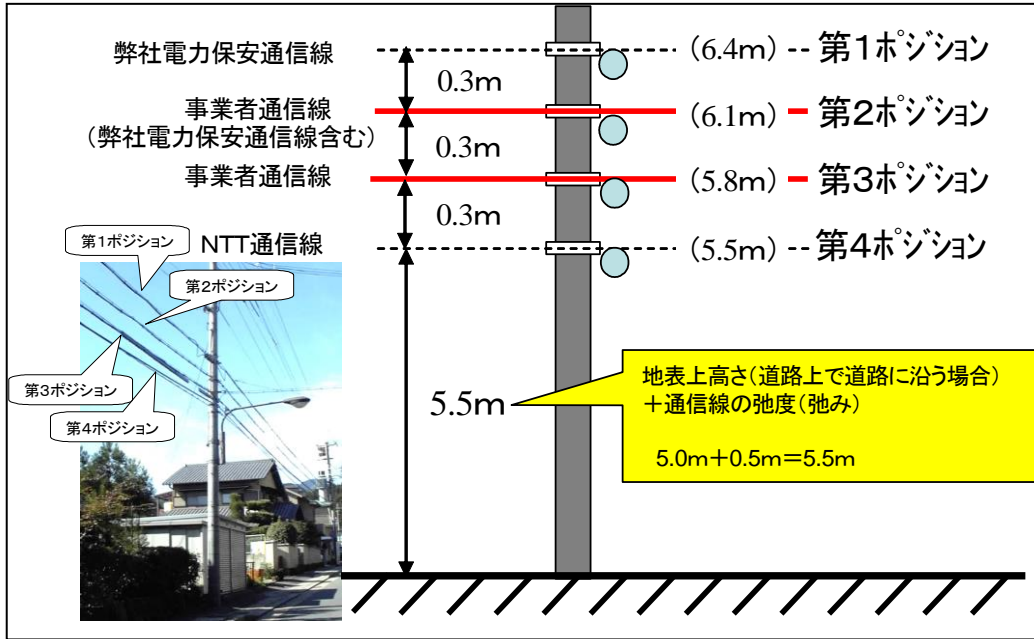 弊社電力保安通信線
(6.4m)
第1ポジション
0.3m
事業者通信線
(弊社電力保安通信線含む)
(6.1m)
第2ポジション
0.3m
事業者通信線
(5.8m)
第3ポジション
0.3m
NTT通信線
(5.5m)
第4ポジション
第1ポジション
第2ポジション
第3ポジション
第4ポジション
5.5m
地表上高さ(道路上で道路に沿う場合)
+通信線の弛度(弛み)
5.0m+0.5m=5.5m